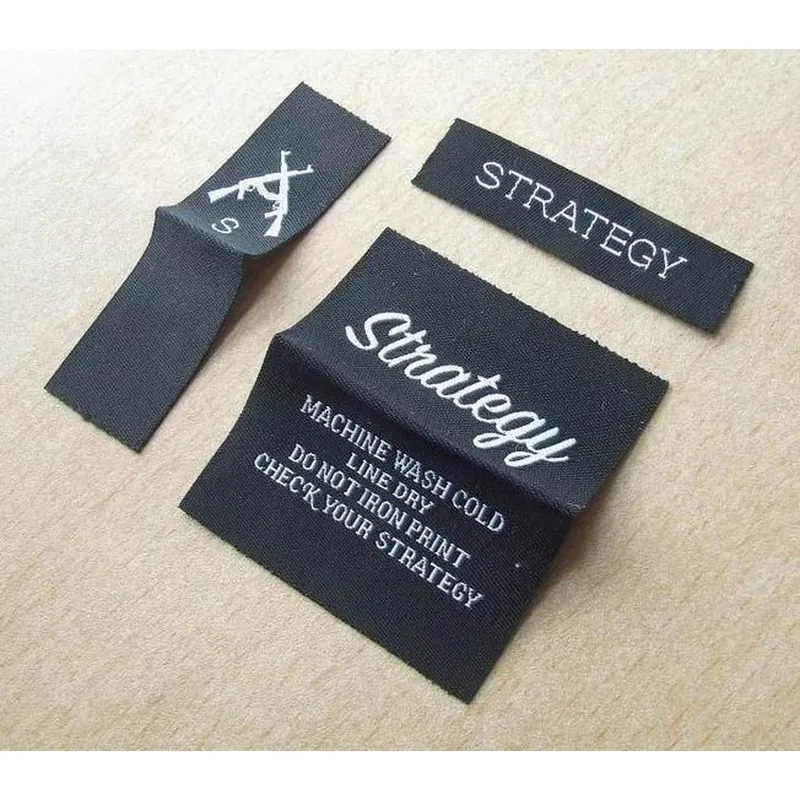 S
STRATEGY
Strategy
MACHINE WASH COLD
LINE DRY
DO NOT IRON PRINT
CHECK YOUR STRATEGY